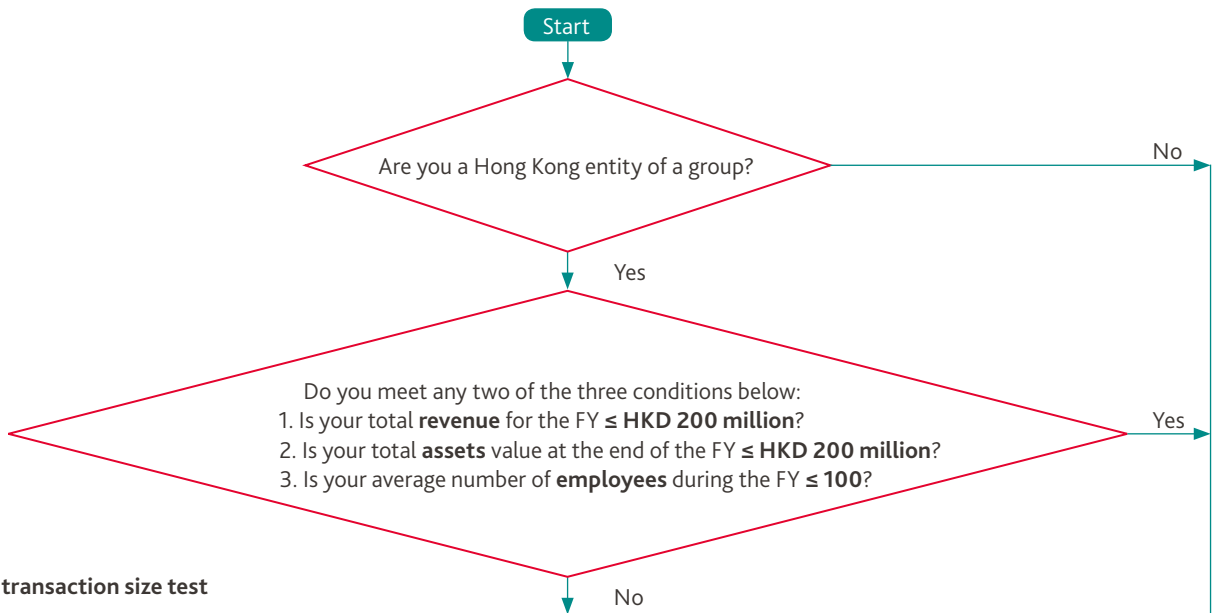 Start
Are you a Hong Kong entity of a group?
No
Yes
Do you meet any two of the three conditions below:
1. Is your total revenue for the FY ≤ HKD 200 million?
2. Is your total assets value at the end of the FY ≤ HKD 200 million?
3. Is your average number of employees during the FY ≤ 100?
Yes
transaction size test
No